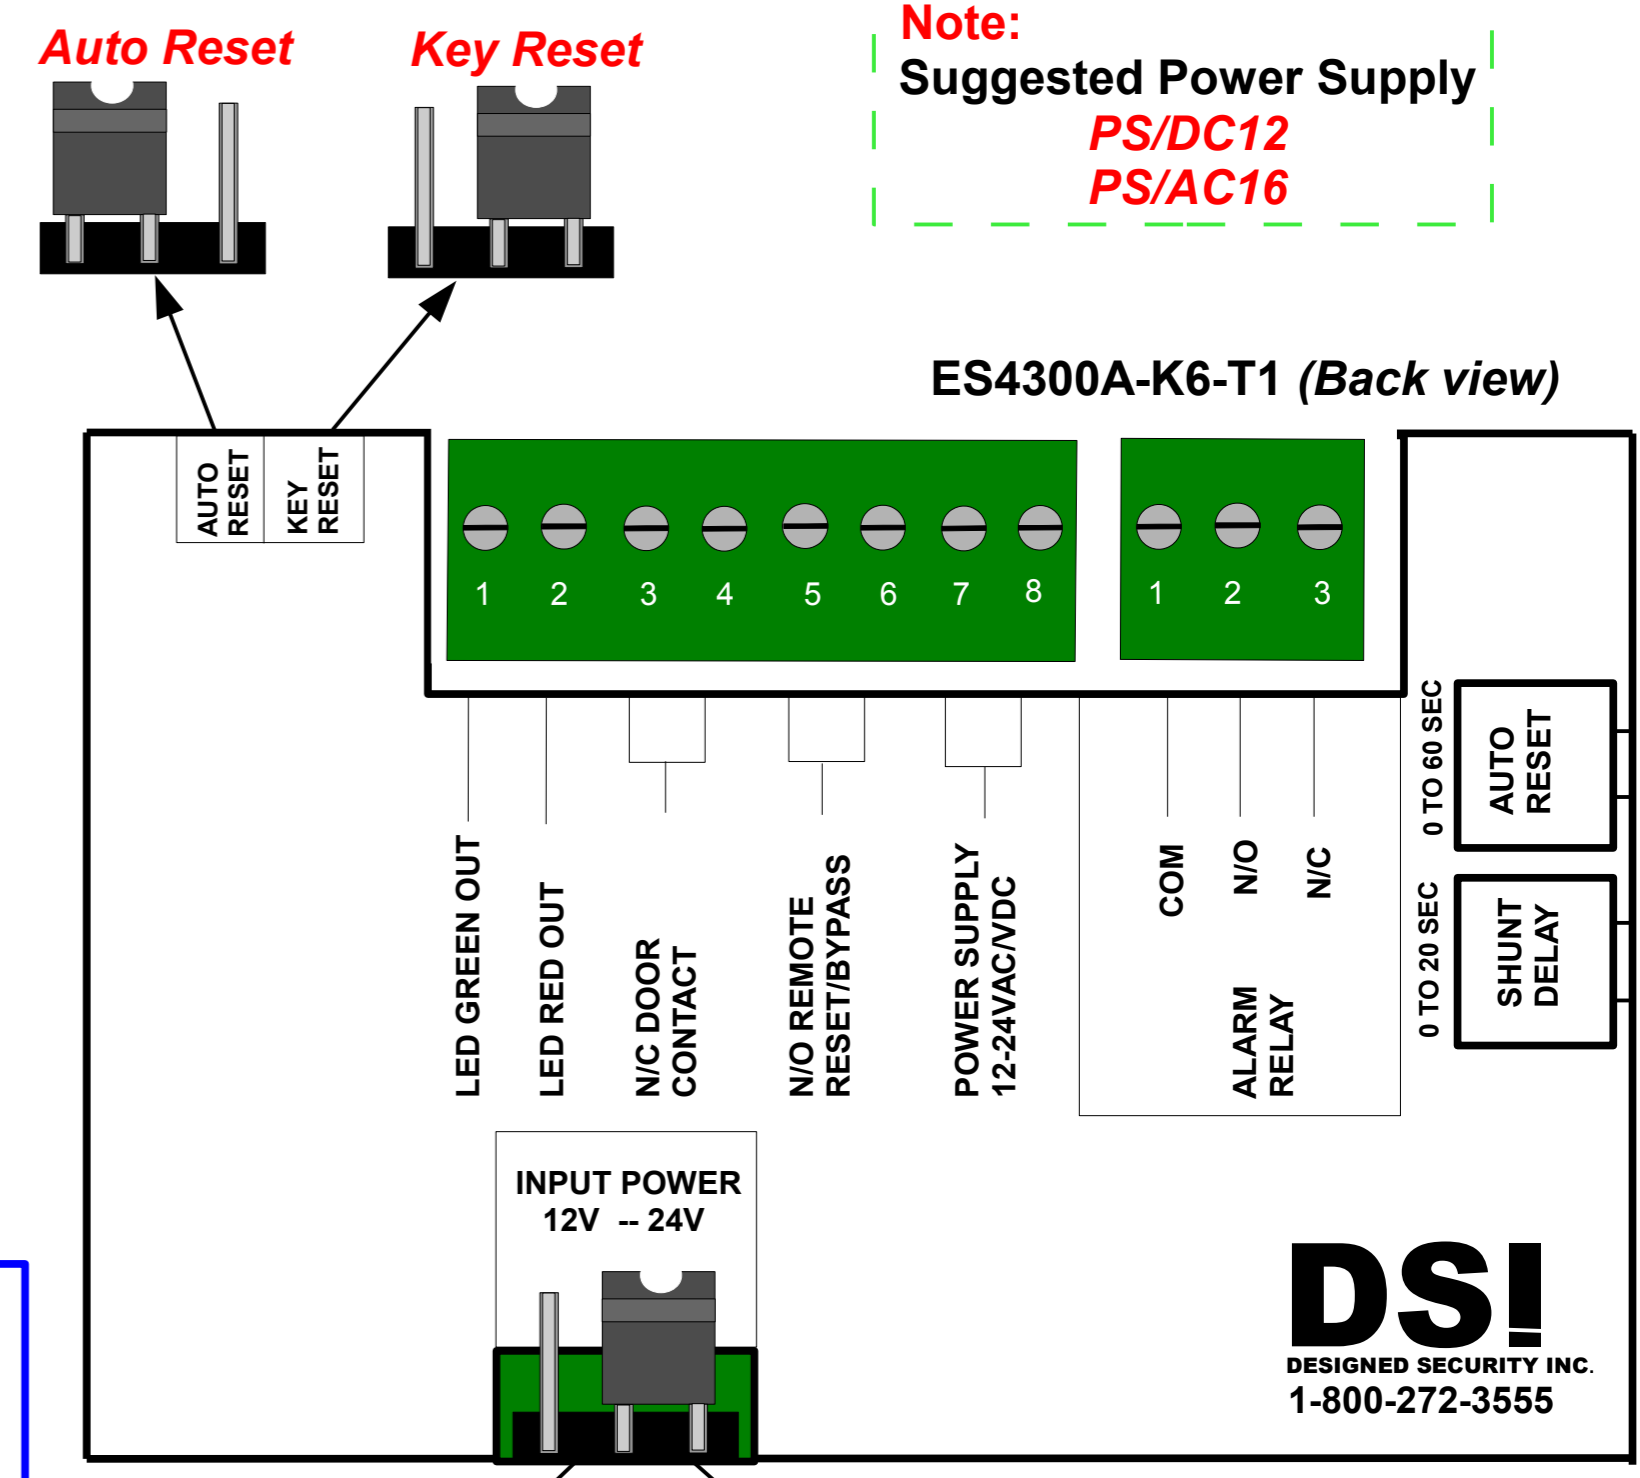 Auto Reset
Key Reset
Note:
Suggested Power Supply
PS/DC12
PS/AC16
ES4300A-K6-T1 (Back view)
AUTO
RESET
KEY
RESET
1 2 3 4 5 6 7 8
1 2 3
LED GREEN OUT
LED RED OUT
N/C DOOR
CONTACT
N/O REMOTE
RESET/BYPASS
POWER SUPPLY
12-24VAC/VDC
COM
N/O
N/C
ALARM
RELAY
0 TO 60 SEC
AUTO
RESET
0 TO 20 SEC
SHUNT
DELAY
INPUT POWER
12V -- 24V
DSI
DESIGNED SECURITY INC.
1-800-272-3555